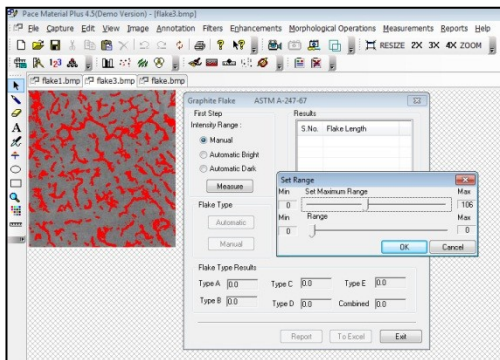 Pace Material Plus 4.5(Demo Version) - [flake3.bmp]
File Capture Edit View Image Annotation Filters Enhancements Morphological Operations Measurements Reports Help
RESIZE 2X 3X 4X ZOOM
flake1.bmp flake3.bmp flake.bmp
Graphite Flake ASTM A-247-67
First Step
Intensity Range :
Manual
Automatic Bright
Automatic Dark
Measure
Results
S.No. Flake Length
Set Range
Min Set Maximum Range Max
0 106
Min Range Max
0 0
OK Cancel
Flake Type
Automatic
Manual
Flake Type Results
Type A 0.0 Type C 0.0 Type E 0.0
Type B 0.0 Type D 0.0 Combined 0.0
Report To Excel Exit